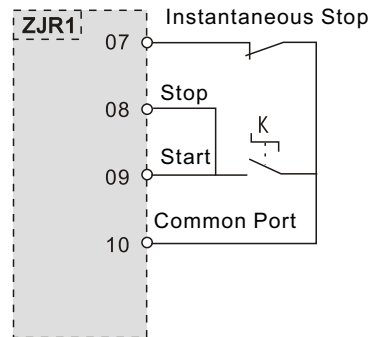 Instantaneous Stop
ZJR1
07
Stop
08
K
Start
09
Common Port
10